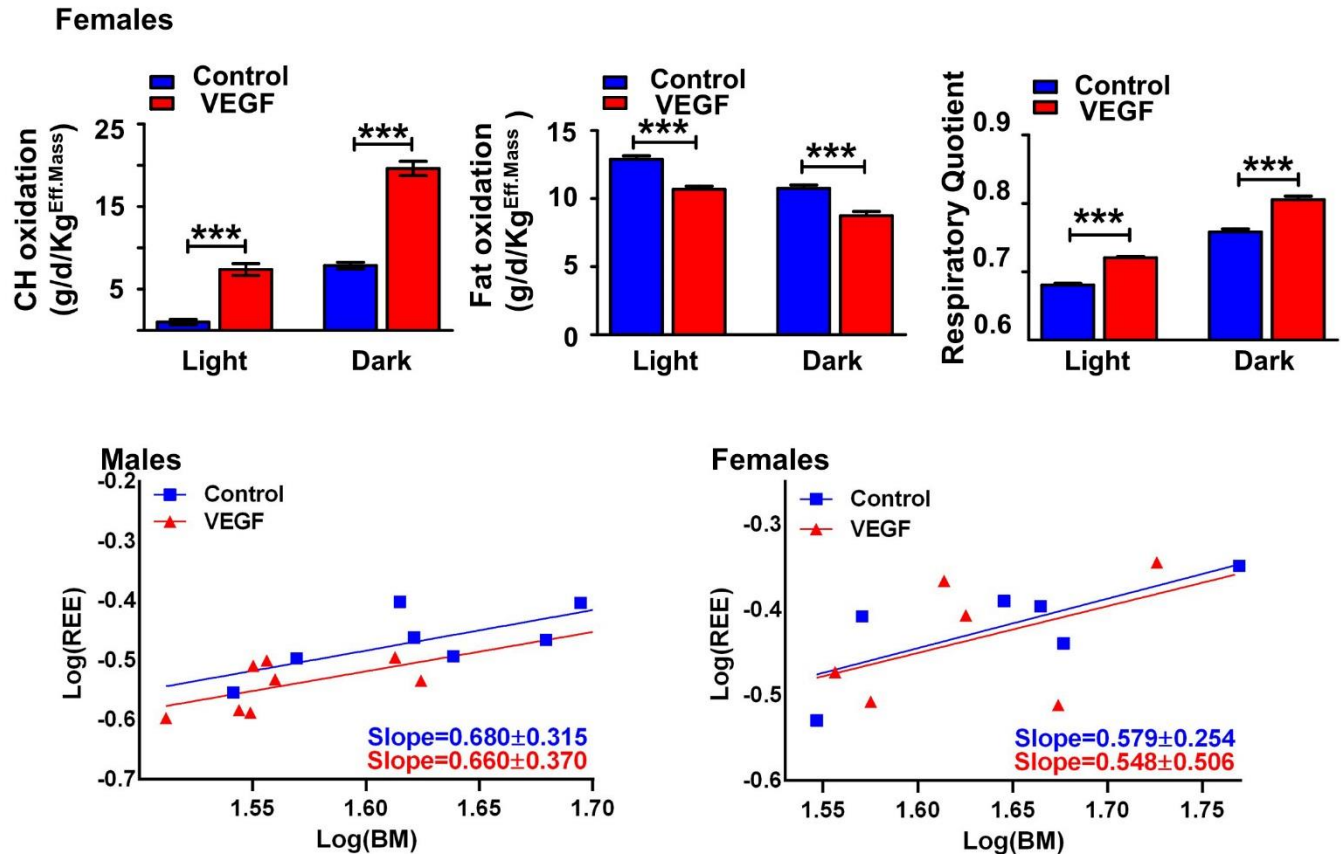 Females
Control
VEGF
CH oxidation
(g/d/Kg^Eff.Mass)
25
15
5
***
***
Light
Dark
Control
VEGF
Fat oxidation
(g/d/Kg^Eff.Mass )
15
10
5
0
***
***
Light
Dark
Control
VEGF
Respiratory Quotient
0.9
0.8
0.7
0.6
***
***
Light
Dark
Males
Control
VEGF
Log(REE)
-0.2
-0.3
-0.4
-0.5
-0.6
-0.7
Slope=0.680±0.315
Slope=0.660±0.370
1.55
1.60
1.65
1.70
Log(BM)
Females
Control
VEGF
Log(REE)
-0.3
-0.4
-0.5
-0.6
Slope=0.579±0.254
Slope=0.548±0.506
1.55
1.60
1.65
1.70
1.75
Log(BM)